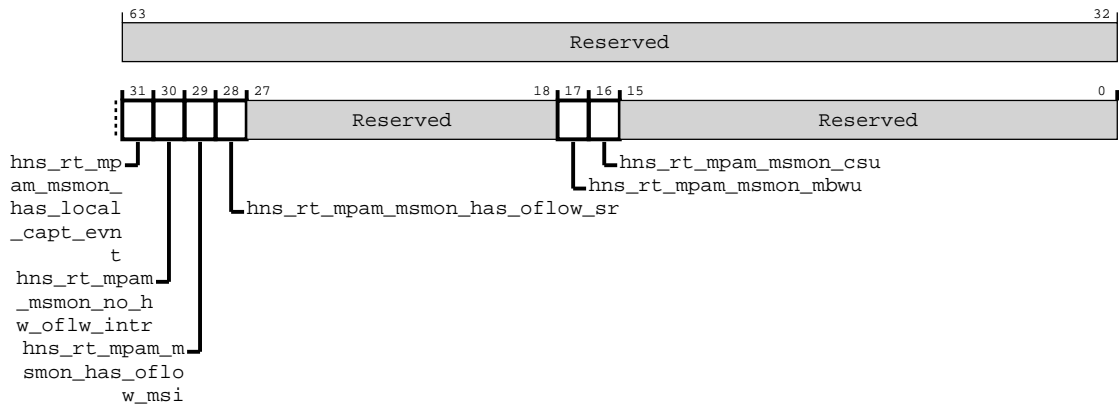 63 32
Reserved
31 30 29 28 27 18 17 16 15 0
Reserved Reserved
hns_rt_mp
am_msmon_
has_local
_capt_evn
t
hns_rt_mpam_msmon_csu
hns_rt_mpam_msmon_mbwu
hns_rt_mpam_msmon_has_oflow_sr
hns_rt_mpam
_msmon_no_h
w_oflw_intr
hns_rt_mpam_m
smon_has_oflo
w_msi